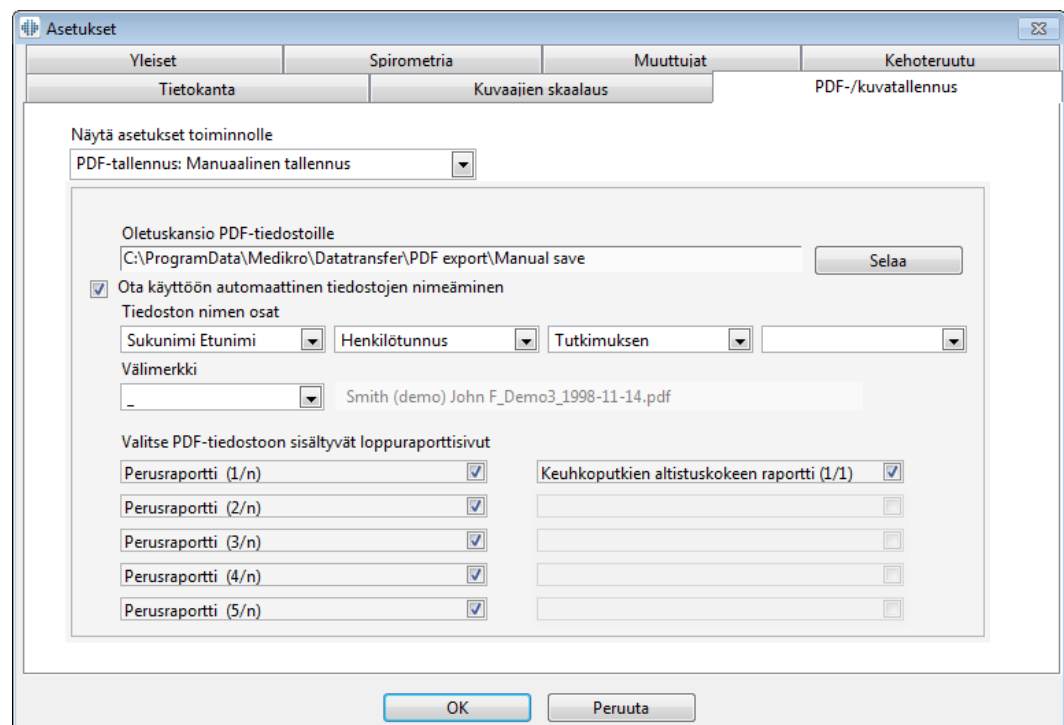 Asetukset
Yleiset Spirometria Muuttujat Kehoteruutu
Tietokanta Kuvaajien skaalaus PDF-/kuvatallennus
Näytä asetukset toiminnolle
PDF-tallennus: Manuaalinen tallennus
Oletuskansio PDF-tiedostoille
C:\ProgramData\Medikro\Datatransfer\PDF export\Manual save Selaa
Ota käyttöön automaattinen tiedostojen nimeäminen
Tiedoston nimen osat
Sukunimi Etunimi Henkilötunnus Tutkimuksen
Välimerkki
_ Smith (demo) John F_Demo3_1998-11-14.pdf
Valitse PDF-tiedostoon sisältyvät loppuraporttisivut
Perusraportti (1/n) Keuhkoputkien altistuskokeen raportti (1/1)
Perusraportti (2/n)
Perusraportti (3/n)
Perusraportti (4/n)
Perusraportti (5/n)
OK Peruuta